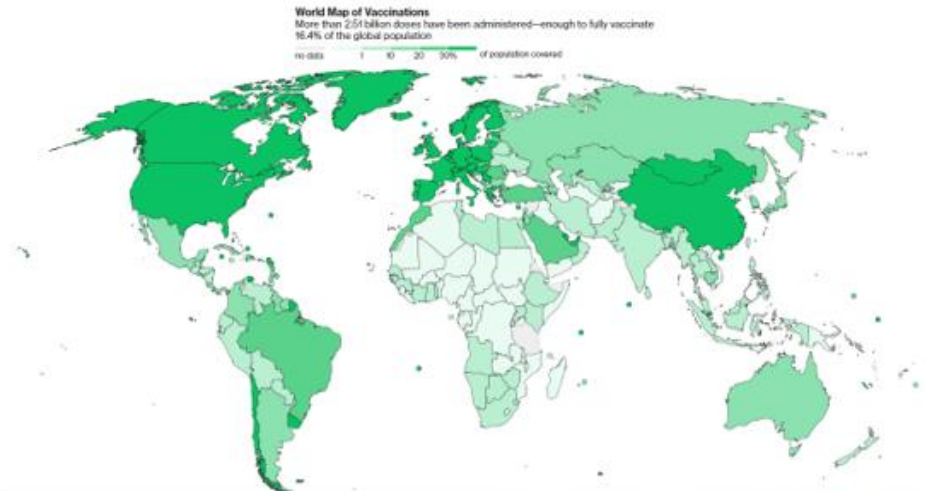 World Map of Vaccinations
More than 2.51 billion doses have been administered—enough to fully vaccinate
16.4% of the global population
no data 1 10 20 30% of population covered